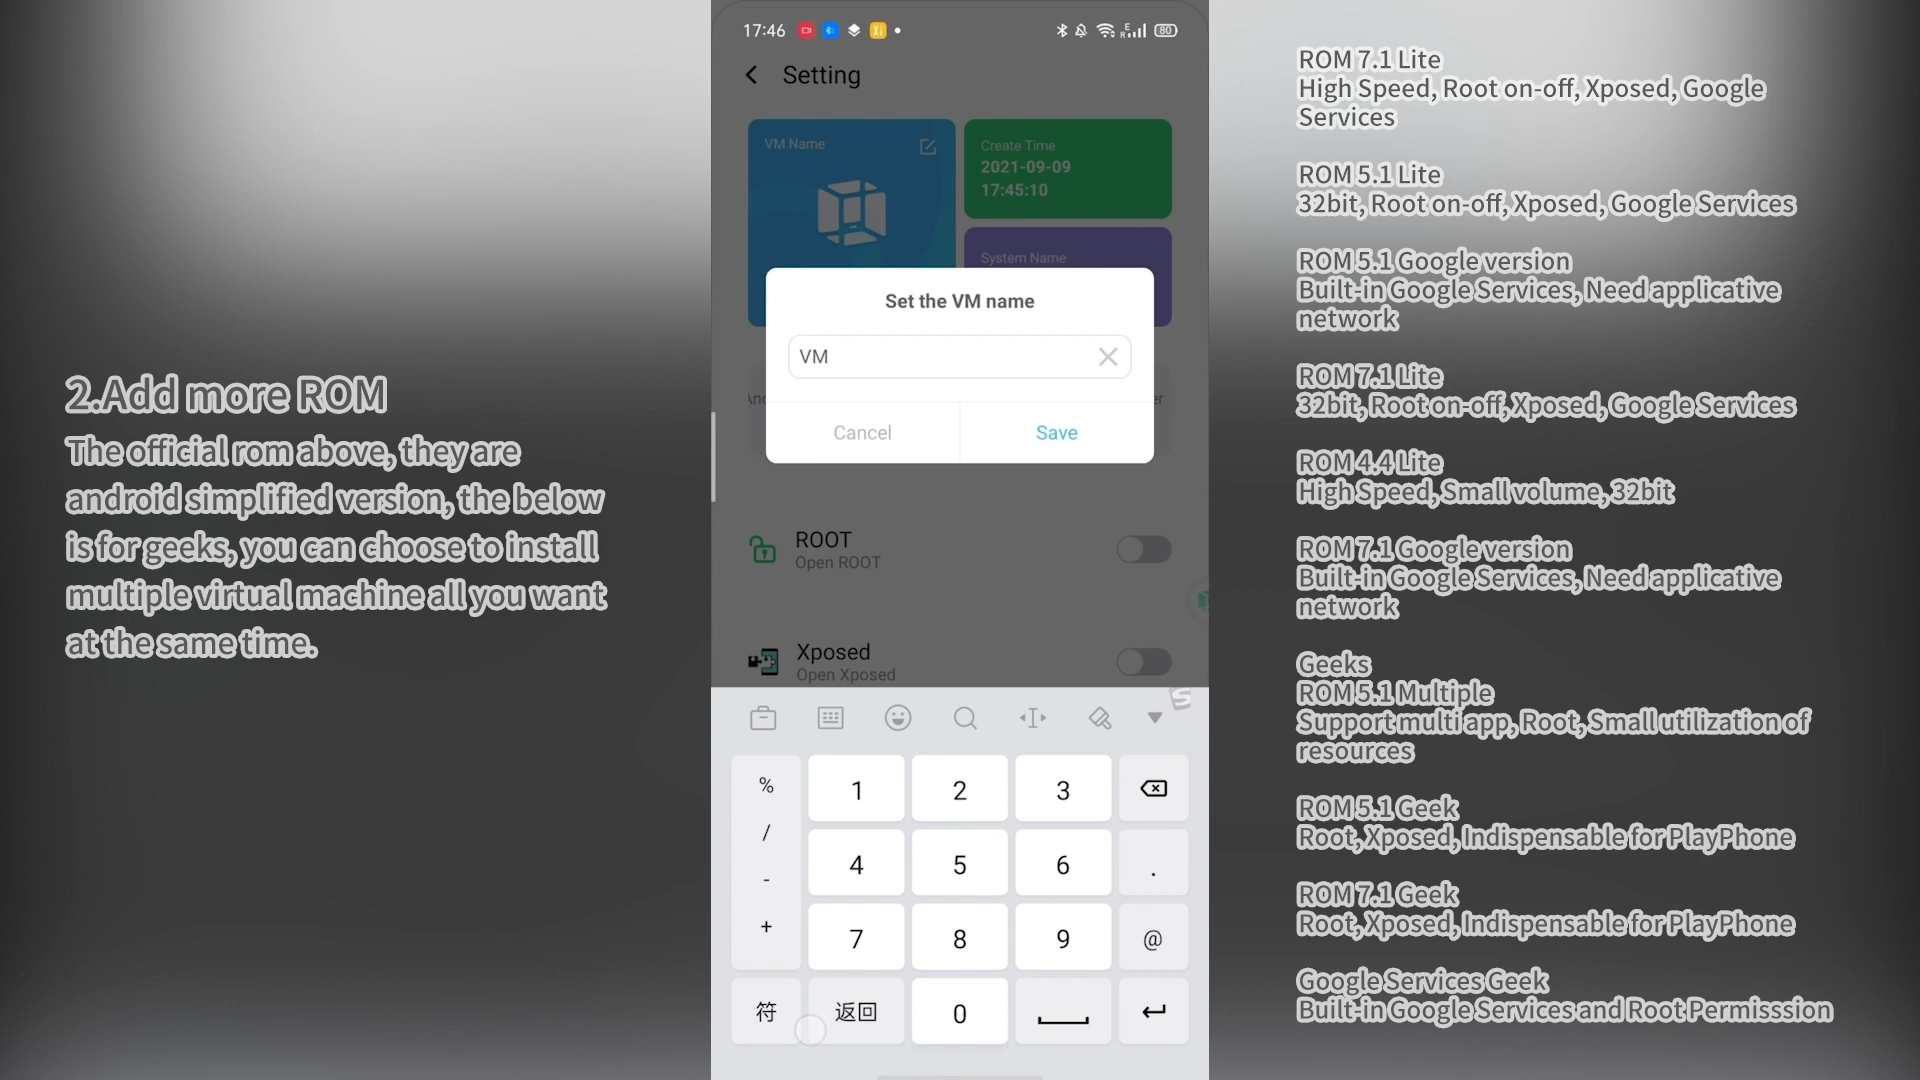 2.Add more ROM
The official rom above, they are
android simplified version, the below
is for geeks, you can choose to install
multiple virtual machine all you want
at the same time.
17:46
80
Setting
VM Name
Create Time
2021-09-09
17:45:10
System Name
Set the VM name
VM
Cancel
Save
ROOT
Open ROOT
Xposed
Open Xposed
%
1
2
3
/
4
5
6
.
-
+
7
8
9
@
符
返回
0
ROM 7.1 Lite
High Speed, Root on-off, Xposed, Google
Services
ROM 5.1 Lite
32bit, Root on-off, Xposed, Google Services
ROM 5.1 Google version
Built-in Google Services, Need applicative
network
ROM 7.1 Lite
32bit, Root on-off, Xposed, Google Services
ROM 4.4 Lite
High Speed, Small volume, 32bit
ROM 7.1 Google version
Built-in Google Services, Need applicative
network
Geeks
ROM 5.1 Multiple
Support multi app, Root, Small utilization of
resources
ROM 5.1 Geek
Root, Xposed, Indispensable for PlayPhone
ROM 7.1 Geek
Root, Xposed, Indispensable for PlayPhone
Google Services Geek
Built-in Google Services and Root Permisssion